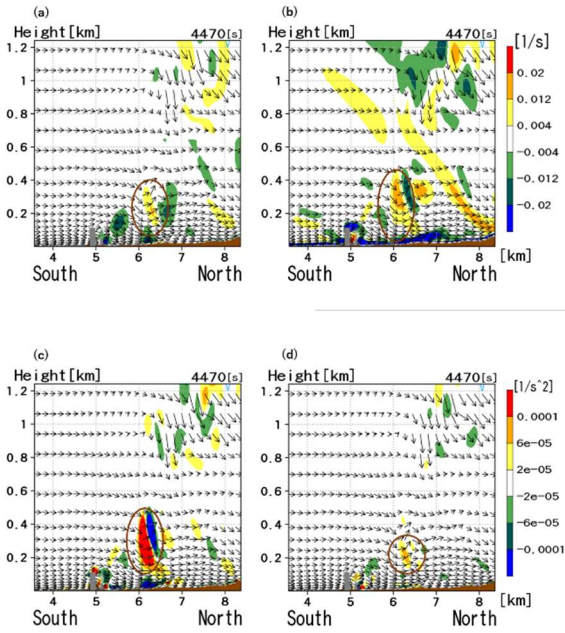 (a)
Height[km] 4470[s]
1.2
1
0.8
0.6
0.4
0.2
4 5 6 7 8
South North
(b)
Height[km] 4470[s]
1.2
1
0.8
0.6
0.4
0.2
4 5 6 7 8
South North
[km]
[1/s]
0.02
0.012
0.004
-0.004
-0.012
-0.02
(c)
Height[km] 4470[s]
1.2
1
0.8
0.6
0.4
0.2
4 5 6 7 8
South North
(d)
Height[km] 4470[s]
1.2
1
0.8
0.6
0.4
0.2
4 5 6 7 8
South North
[km]
[1/s^2]
0.0001
6e-05
2e-05
-2e-05
-6e-05
-0.0001